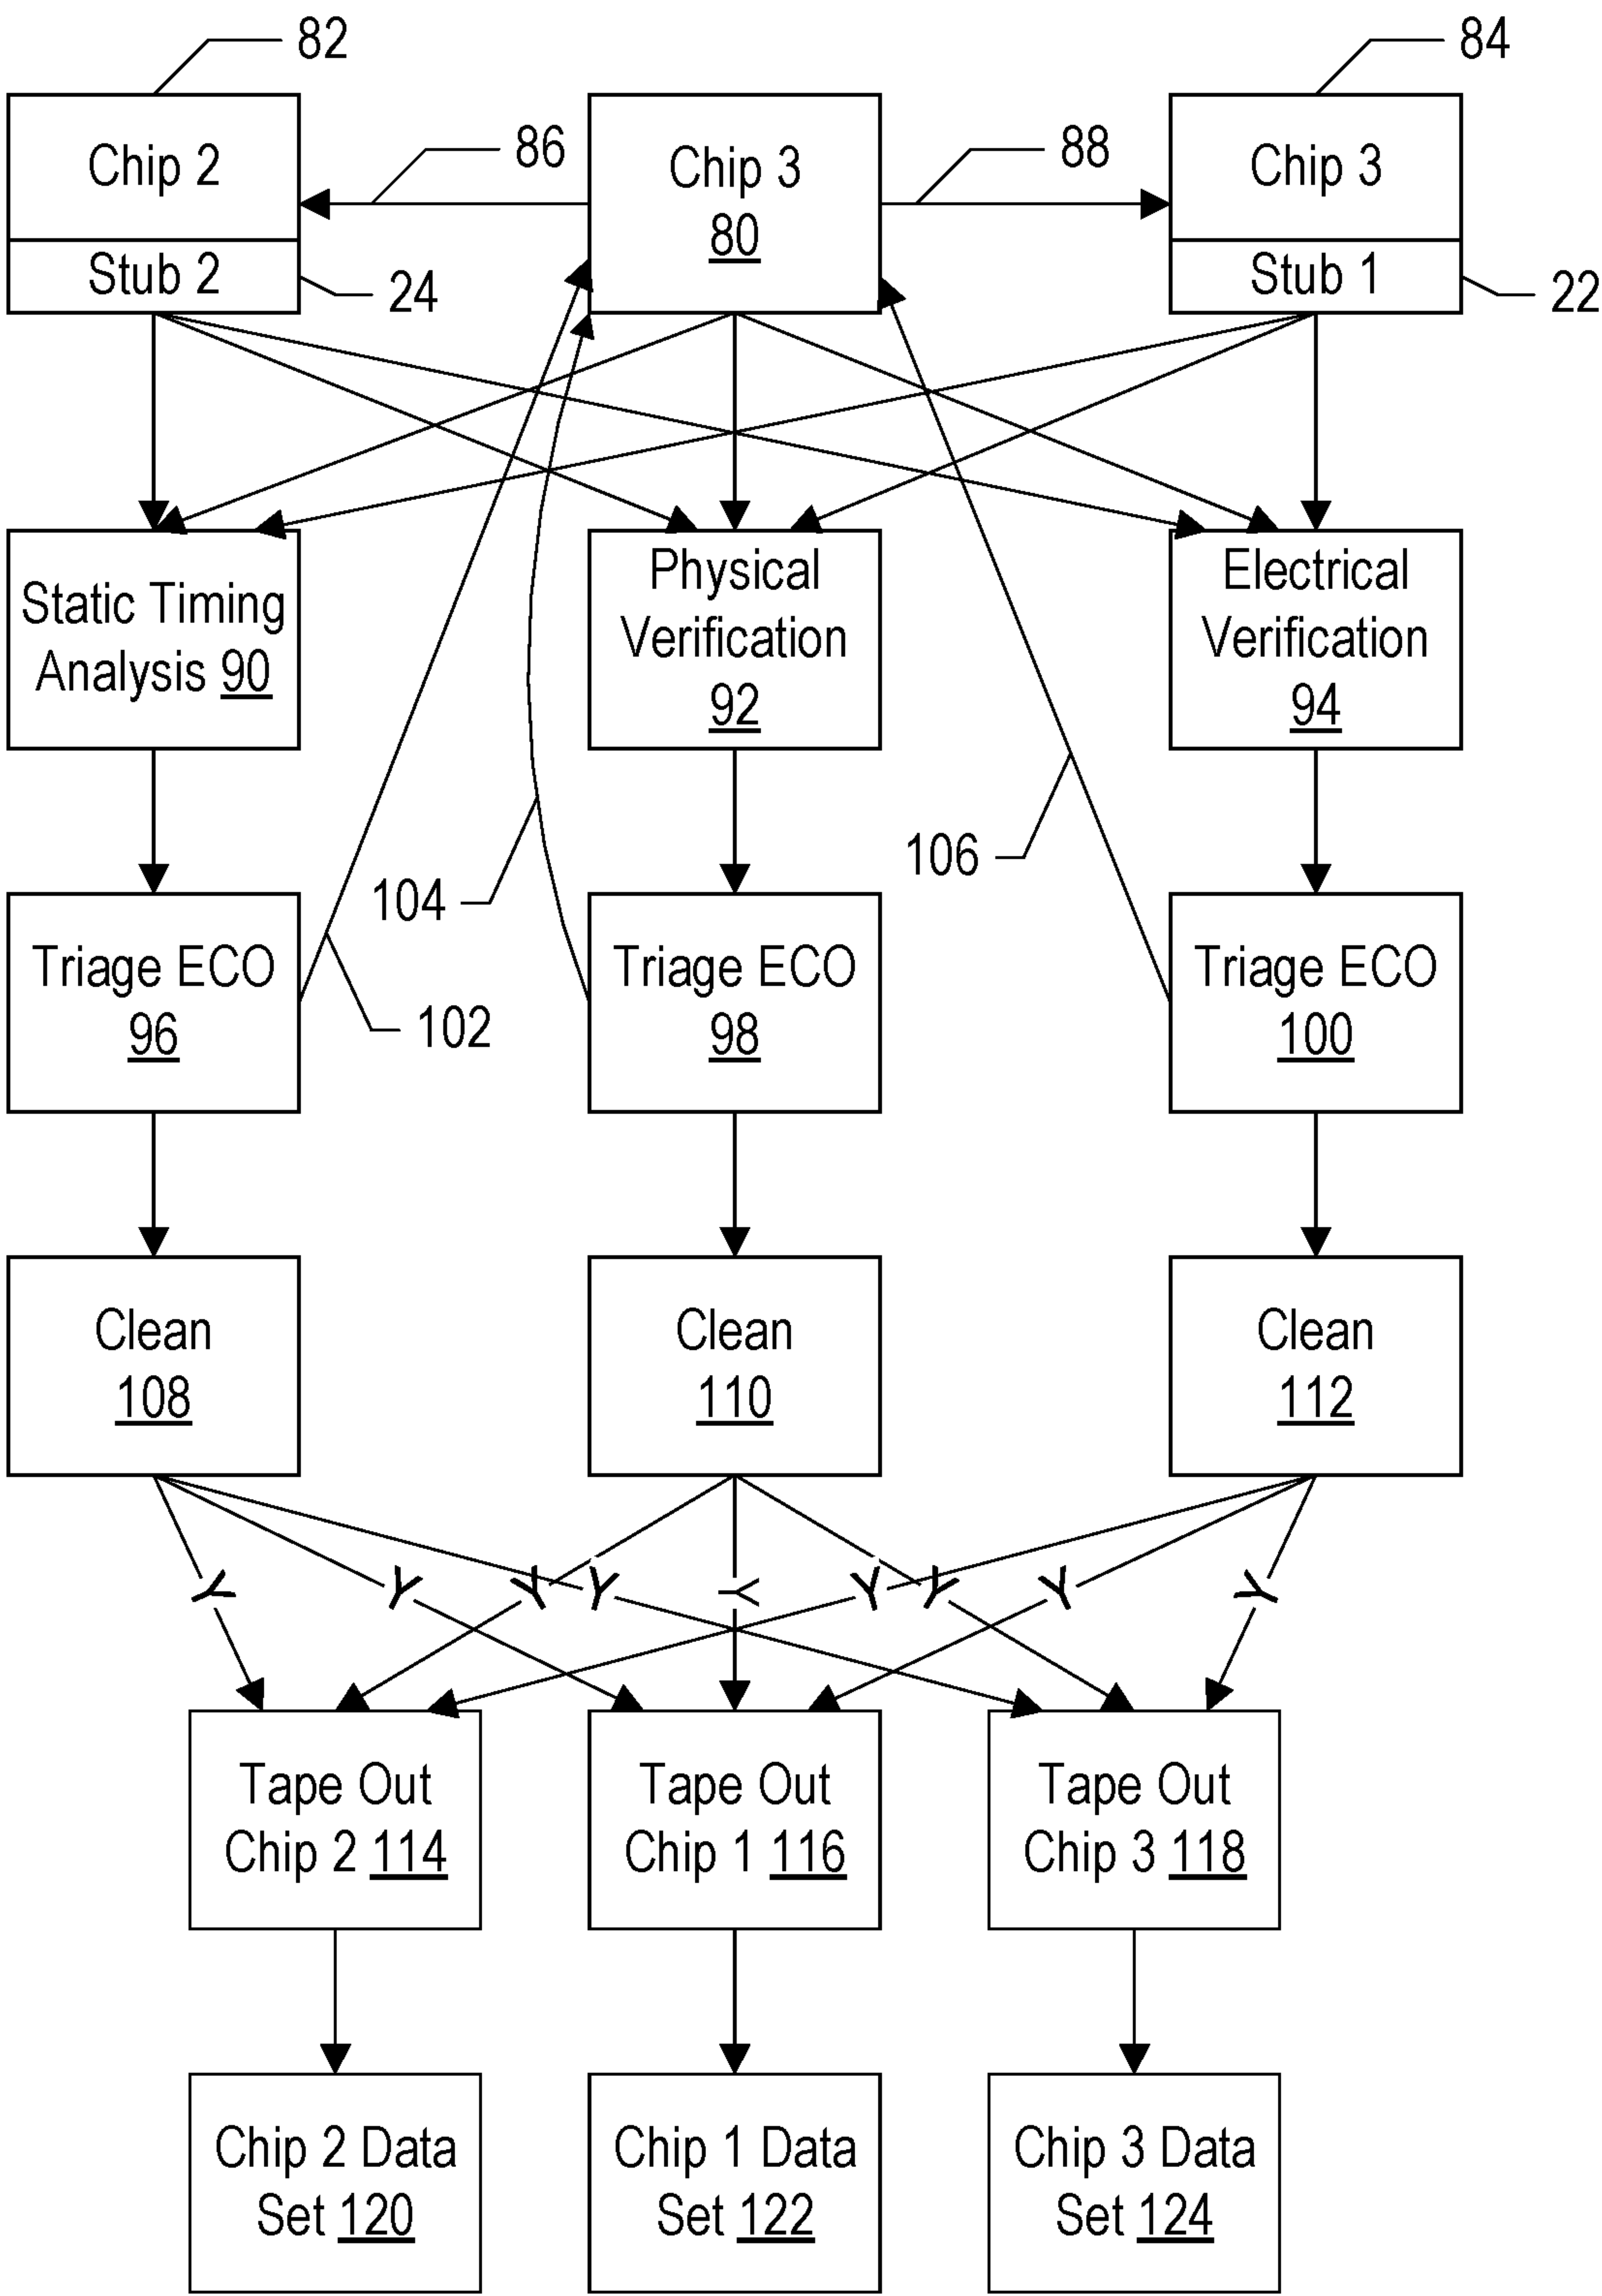 82
84
Chip 2
86
Chip 3
80
88
Chip 3
Stub 2
24
Stub 1
22
Static Timing
Analysis 90
Physical
Verification
92
Electrical
Verification
94
104
106
Triage ECO
96
102
Triage ECO
98
Triage ECO
100
Clean
108
Clean
110
Clean
112
Y
Y
Y
Y
Y
Y
Y
Y
Y
Tape Out
Chip 2 114
Tape Out
Chip 1 116
Tape Out
Chip 3 118
Chip 2 Data
Set 120
Chip 1 Data
Set 122
Chip 3 Data
Set 124